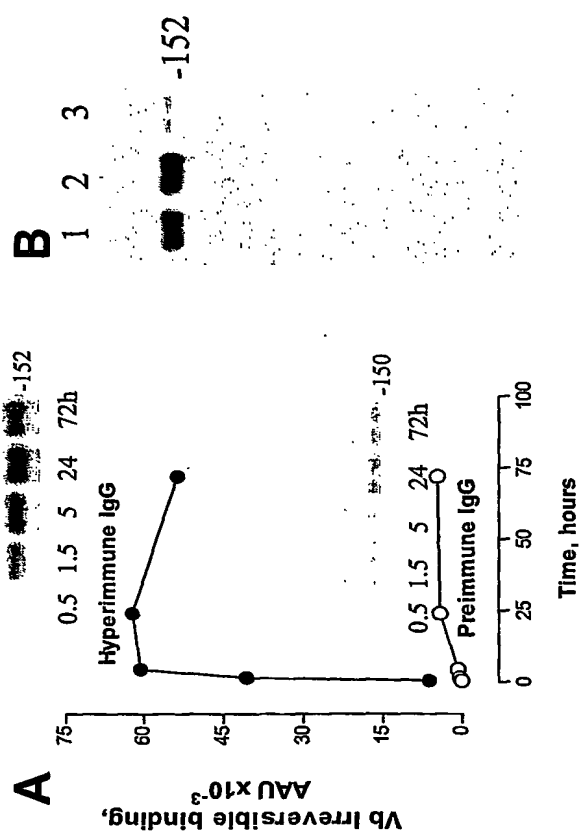 A
-152
0.5 1.5 5 24 72h
Hyperimmune IgG
-150
0.5 1.5 5 24 72h
Preimmune IgG
75
60
45
30
15
0
0 25 50 75 100
Time, hours
Vb Irreversible binding,
AAU x10-3
B
1 2 3
-152